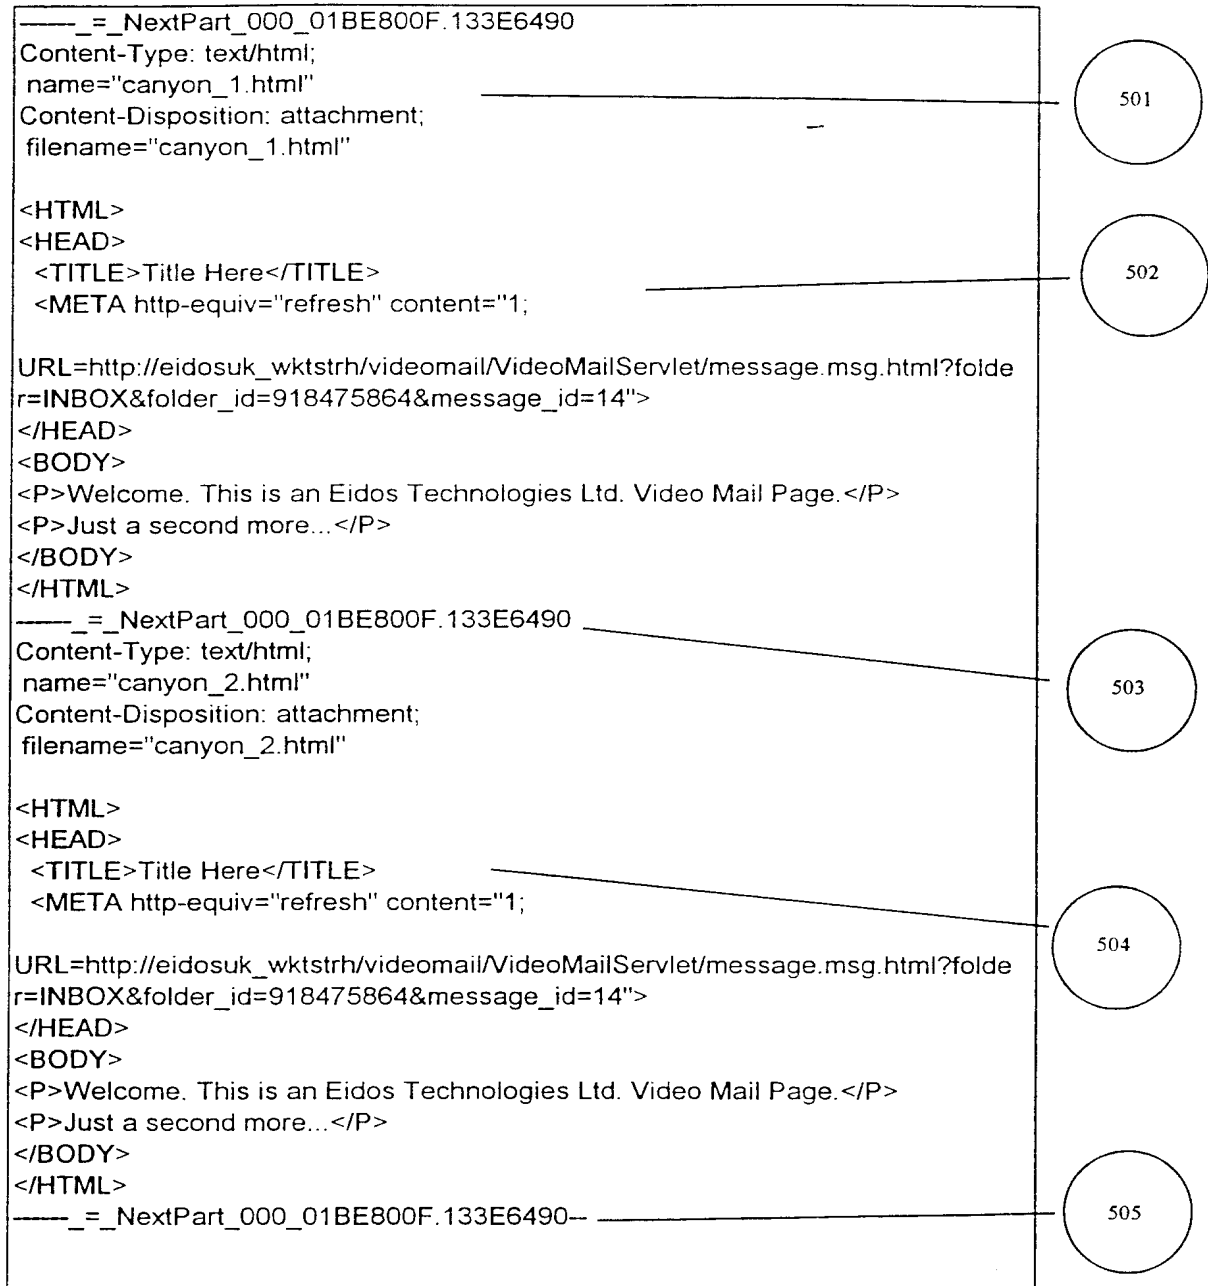 ------_=_NextPart_000_01BE800F.133E6490
Content-Type: text/html;
name="canyon_1.html"
501
Content-Disposition: attachment;
filename="canyon_1.html"
<HTML>
<HEAD>
<TITLE>Title Here</TITLE>
502
<META http-equiv="refresh" content="1;
URL=http://eidosuk_wktstrh/videomail/VideoMailServlet/message.msg.html?folde
r=INBOX&folder_id=918475864&message_id=14">
</HEAD>
<BODY>
<P>Welcome. This is an Eidos Technologies Ltd. Video Mail Page.</P>
<P>Just a second more...</P>
</BODY>
</HTML>
------_=_NextPart_000_01BE800F.133E6490
Content-Type: text/html;
name="canyon_2.html"
503
Content-Disposition: attachment;
filename="canyon_2.html"
<HTML>
<HEAD>
<TITLE>Title Here</TITLE>
<META http-equiv="refresh" content="1;
504
URL=http://eidosuk_wktstrh/videomail/VideoMailServlet/message.msg.html?folde
r=INBOX&folder_id=918475864&message_id=14">
</HEAD>
<BODY>
<P>Welcome. This is an Eidos Technologies Ltd. Video Mail Page.</P>
<P>Just a second more...</P>
</BODY>
</HTML>
------_=_NextPart_000_01BE800F.133E6490--
505